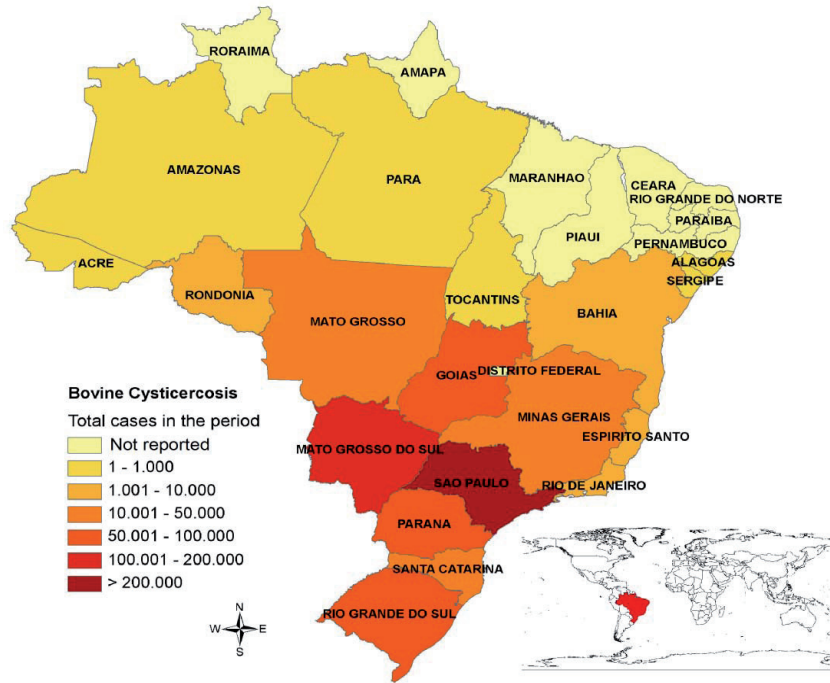 RORAIMA
AMAPA
AMAZONAS
PARA
MARANHAO
CEARA
RIO GRANDE DO NORTE
PARAIBA
PIAUI
PERNAMBUCO
ALAGOAS
SERGIPE
ACRE
RONDONIA
TOCANTINS
BAHIA
MATO GROSSO
GOIAS
DISTRITO FEDERAL
MINAS GERAIS
ESPIRITO SANTO
MATO GROSSO DO SUL
SAO PAULO
RIO DE JANEIRO
PARANA
SANTA CATARINA
RIO GRANDE DO SUL
Bovine Cysticercosis
Total cases in the period
Not reported
1 - 1.000
1.001 - 10.000
10.001 - 50.000
50.001 - 100.000
100.001 - 200.000
> 200.000
N
W E
S